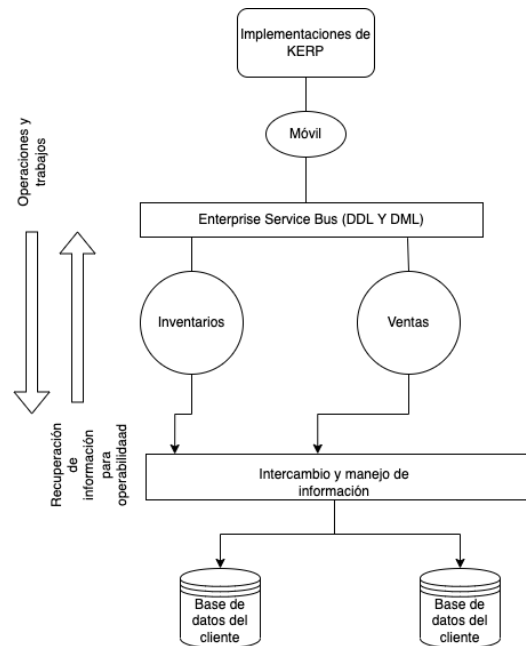 Implementaciones de
KERP
Móvil
Operaciones y
trabajos
Enterprise Service Bus (DDL Y DML)
Inventarios
Ventas
Recuperación
de
información
para
operabilidaad
Intercambio y manejo de
información
Base de
datos del
cliente
Base de
datos del
cliente